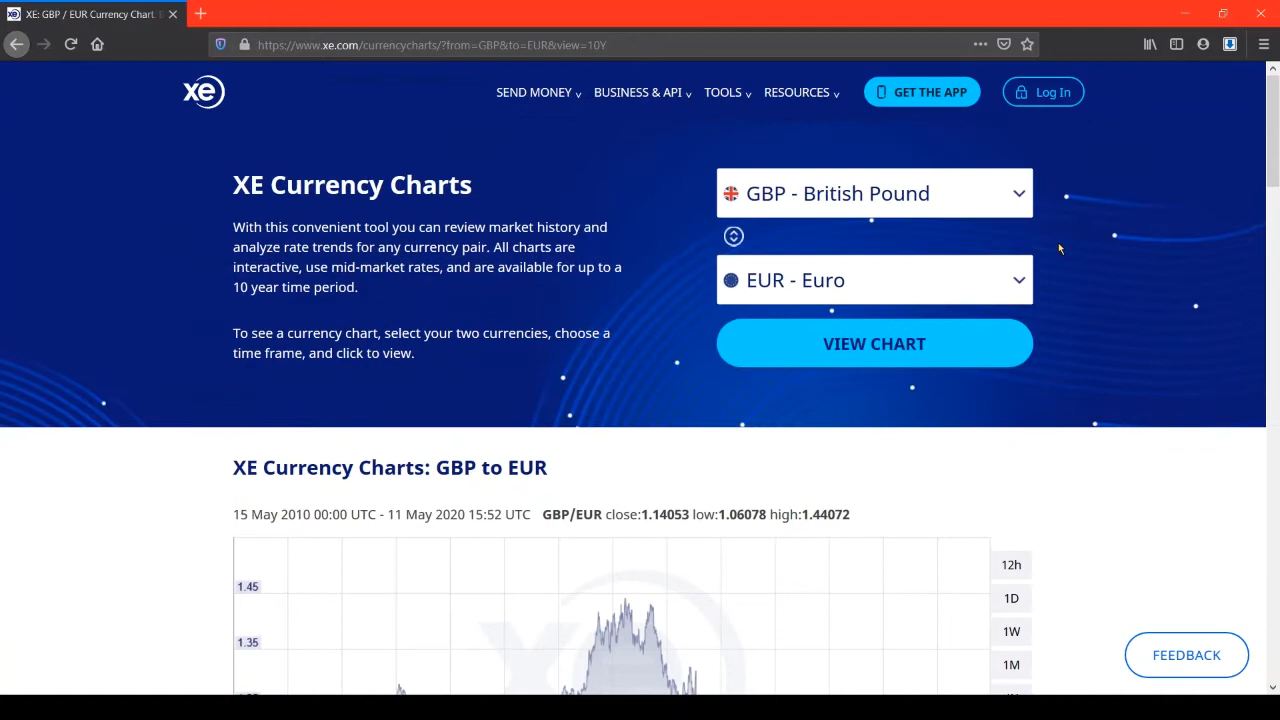 XE: GBP / EUR Currency Chart.
https://www.xe.com/currencycharts/?from=GBP&to=EUR&view=10Y
xe
SEND MONEY
BUSINESS & API
TOOLS
RESOURCES
GET THE APP
Log In
XE Currency Charts
With this convenient tool you can review market history and
analyze rate trends for any currency pair. All charts are
interactive, use mid-market rates, and are available for up to a
10 year time period.
To see a currency chart, select your two currencies, choose a
time frame, and click to view.
GBP - British Pound
EUR - Euro
VIEW CHART
XE Currency Charts: GBP to EUR
15 May 2010 00:00 UTC - 11 May 2020 15:52 UTC GBP/EUR close:1.14053 low:1.06078 high:1.44072
1.45
1.35
12h
1D
1W
1M
FEEDBACK